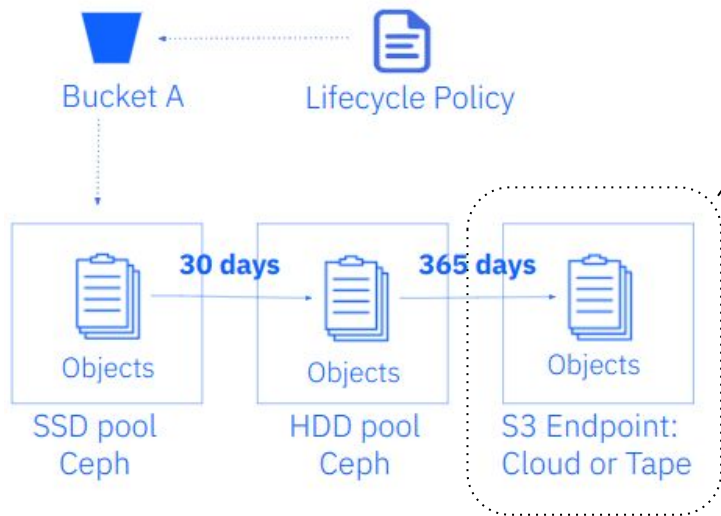 Bucket A
Lifecycle Policy
30 days
365 days
Objects
Objects
Objects
SSD pool
Ceph
HDD pool
Ceph
S3 Endpoint:
Cloud or Tape